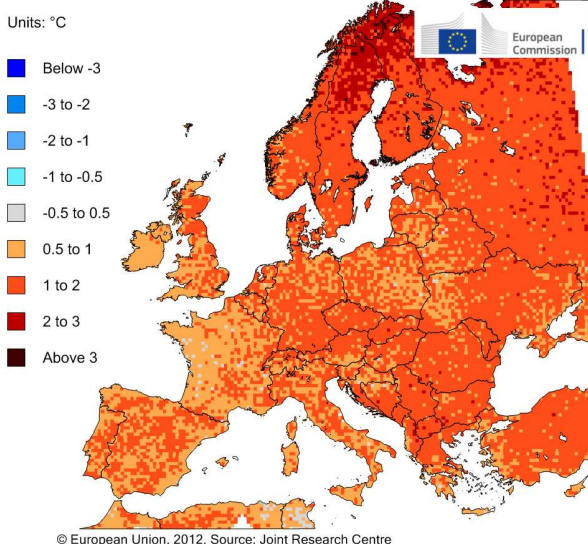 Units: °C
Below -3
-3 to -2
-2 to -1
-1 to -0.5
-0.5 to 0.5
0.5 to 1
1 to 2
2 to 3
Above 3
European
Commission
© European Union, 2012. Source: Joint Research Centre